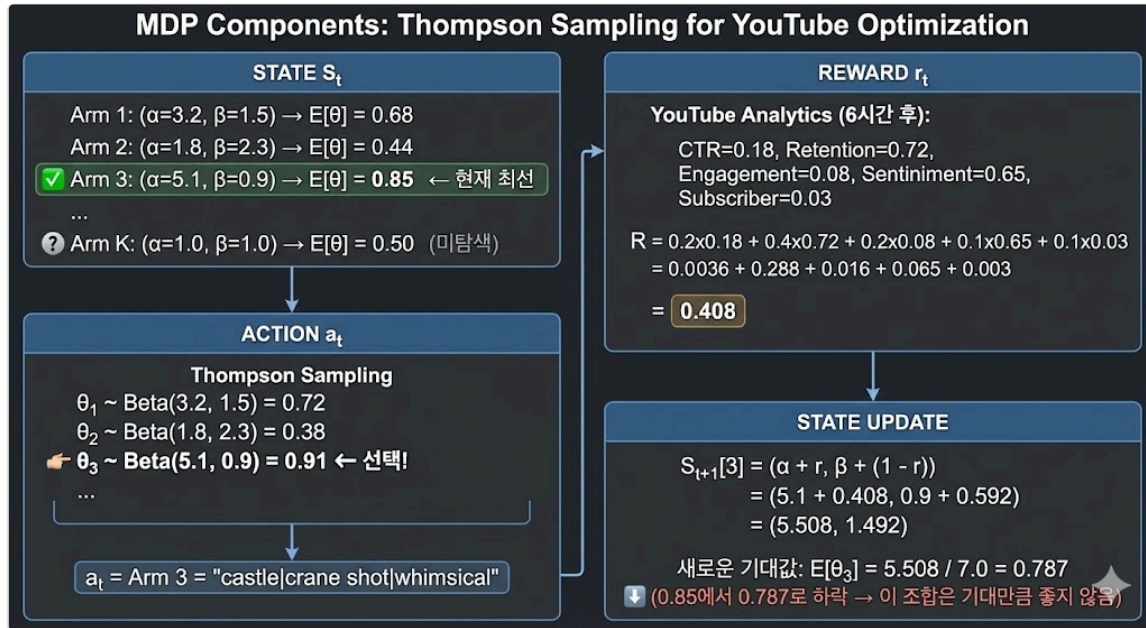 MDP Components: Thompson Sampling for YouTube Optimization
STATE Sₜ
Arm 1: (α=3.2, β=1.5) → E[θ] = 0.68
Arm 2: (α=1.8, β=2.3) → E[θ] = 0.44
✅ Arm 3: (α=5.1, β=0.9) → E[θ] = 0.85 ← 현재 최선
...
? Arm K: (α=1.0, β=1.0) → E[θ] = 0.50 (미탐색)
ACTION aₜ
Thompson Sampling
θ₁ ~ Beta(3.2, 1.5) = 0.72
θ₂ ~ Beta(1.8, 2.3) = 0.38
👉 θ₃ ~ Beta(5.1, 0.9) = 0.91 ← 선택!
...
aₜ = Arm 3 = "castle|crane shot|whimsical"
REWARD rₜ
YouTube Analytics (6시간 후):
CTR=0.18, Retention=0.72,
Engagement=0.08, Sentiniment=0.65,
Subscriber=0.03
R = 0.2x0.18 + 0.4x0.72 + 0.2x0.08 + 0.1x0.65 + 0.1x0.03
= 0.0036 + 0.288 + 0.016 + 0.065 + 0.003
= 0.408
STATE UPDATE
Sₜ₊₁[3] = (α + r, β + (1 - r))
= (5.1 + 0.408, 0.9 + 0.592)
= (5.508, 1.492)
새로운 기대값: E[θ₃] = 5.508 / 7.0 = 0.787
⬇️ (0.85에서 0.787로 하락 → 이 조합은 기대만큼 좋지 않음)